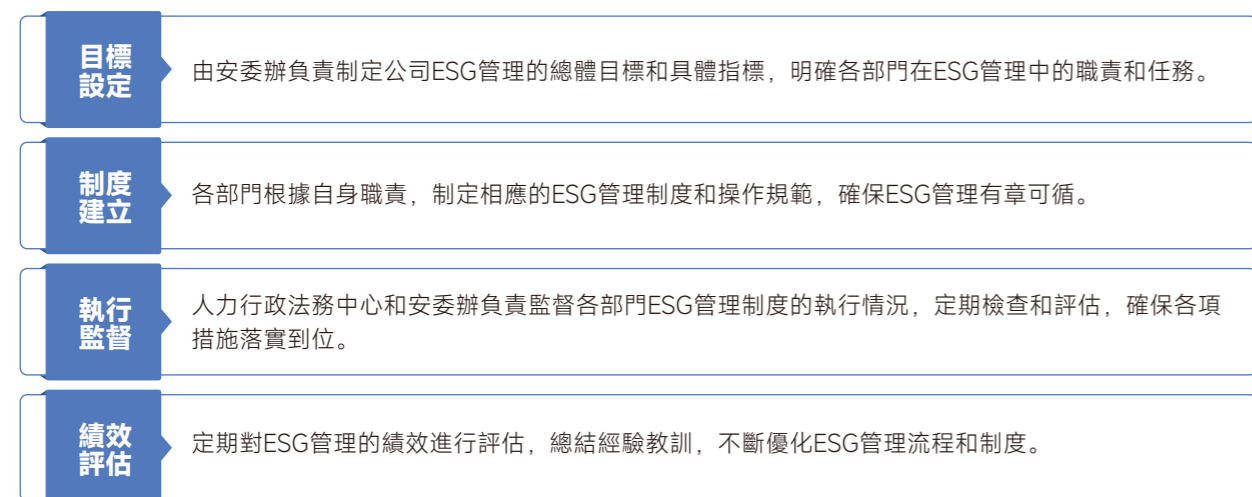 目標
設定
由安委辦負責制定公司ESG管理的總體目標和具體指標，明確各部門在ESG管理中的職責和任務。
制度
建立
各部門根據自身職責，制定相應的ESG管理制度和操作規範，確保ESG管理有章可循。
執行
監督
人力行政法務中心和安委辦負責監督各部門ESG管理制度的執行情況，定期檢查和評估，確保各項
措施落實到位。
績效
評估
定期對ESG管理的績效進行評估，總結經驗教訓，不斷優化ESG管理流程和制度。